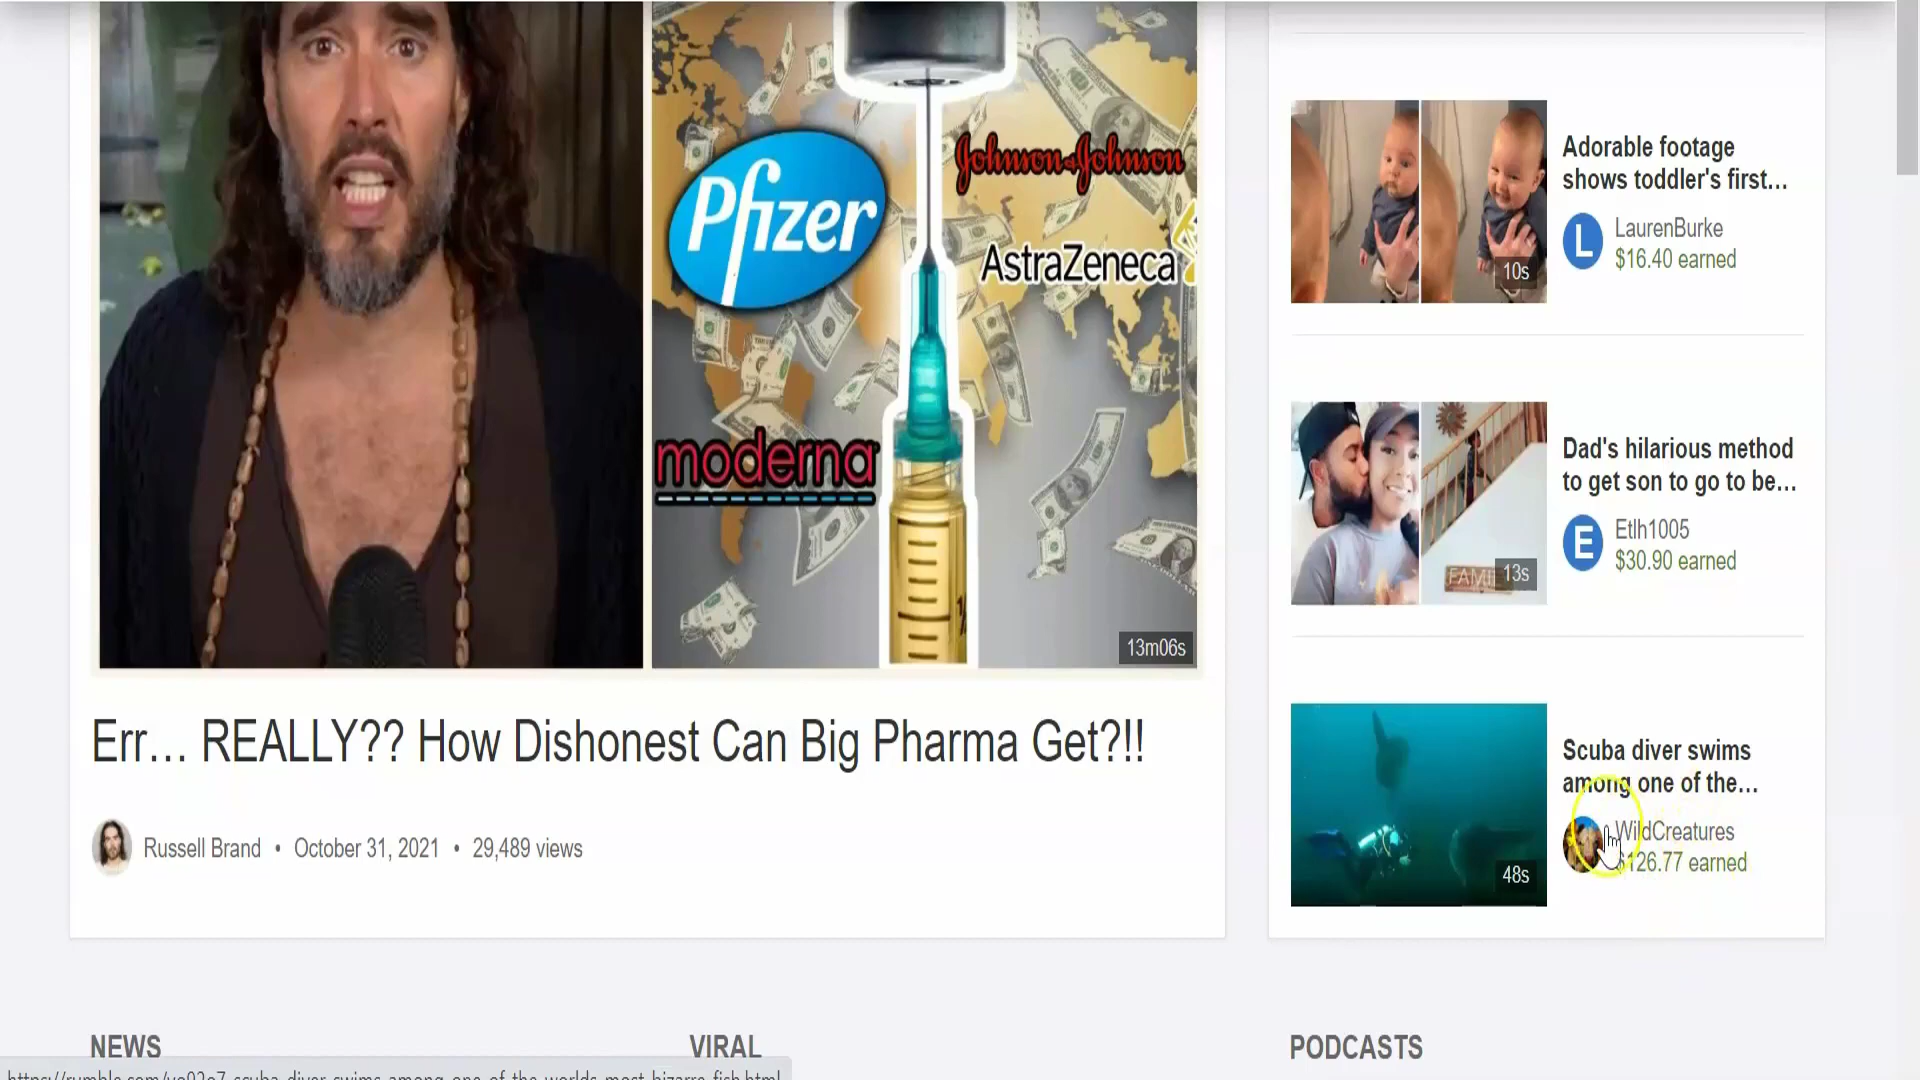 Pfizer
Johnson & Johnson
AstraZeneca
moderna
13m06s
Err... REALLY?? How Dishonest Can Big Pharma Get?!!
Russell Brand • October 31, 2021 • 29,489 views
Adorable footage
shows toddler's first...
L
LaurenBurke
$16.40 earned
10s
Dad's hilarious method
to get son to go to be...
E
Etlh1005
$30.90 earned
FAMI
13s
Scuba diver swims
among one of the...
WildCreatures
$126.77 earned
48s
NEWS
VIRAL
PODCASTS